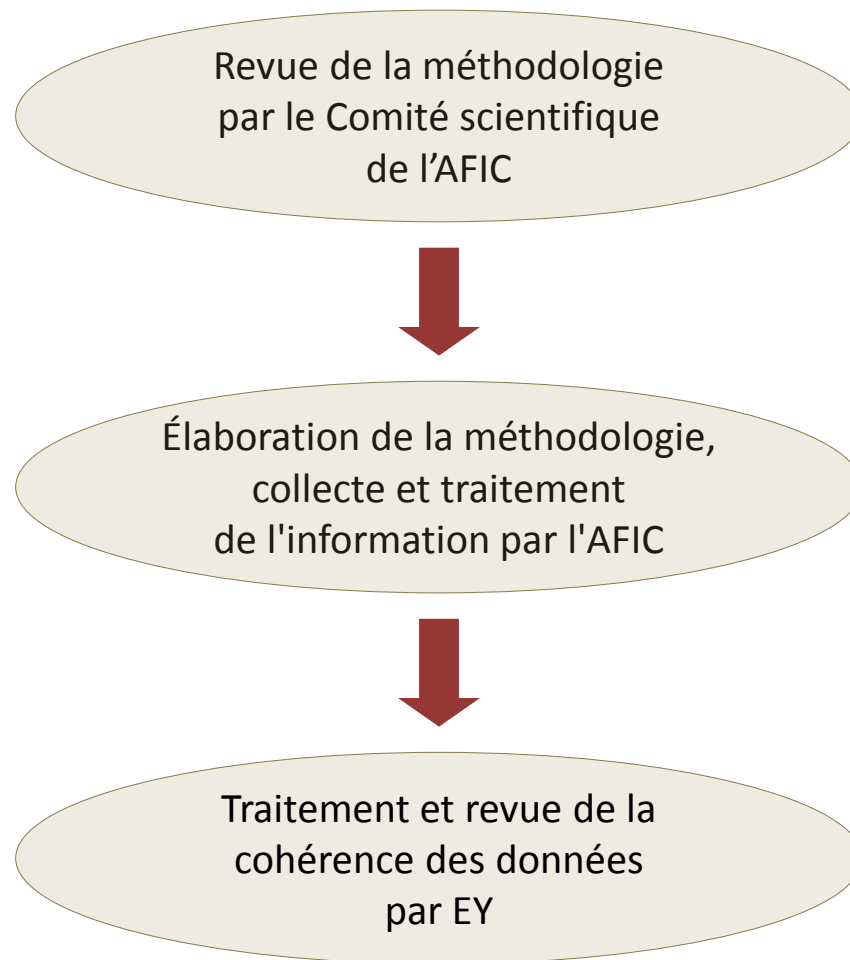 Revue de la méthodologie
par le Comité scientifique
de l’AFIC
Élaboration de la méthodologie,
collecte et traitement
de l'information par l'AFIC
Traitement et revue de la
cohérence des données
par EY